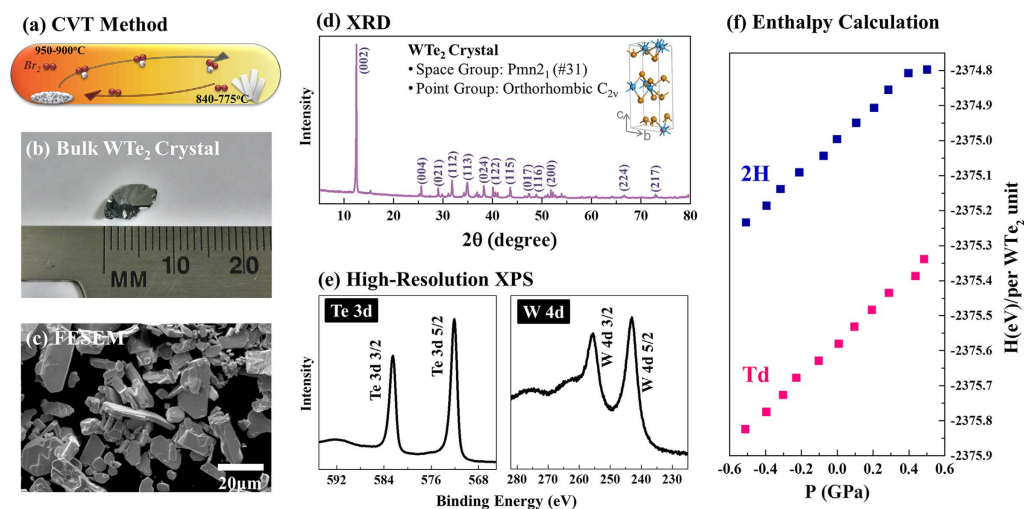 (a) CVT Method
950-900°C
Br₂
840-775°C
(b) Bulk WTe₂ Crystal
MM 10 20
(c) FESEM
20μm
(d) XRD
(002)
WTe₂ Crystal
• Space Group: Pmn2₁ (#31)
• Point Group: Orthorhombic C₂ᵥ
c
b
Intensity
(004)
(021)
(112)
(113)
(024)
(122)
(115)
(017)
(116)
(200)
(224)
(217)
10 20 30 40 50 60 70 80
2θ (degree)
(e) High-Resolution XPS
Te 3d
Te 3d 3/2
Te 3d 5/2
W 4d
W 4d 3/2
W 4d 5/2
Intensity
592 584 576 568
280 270 260 250 240 230 225
Binding Energy (eV)
(f) Enthalpy Calculation
2H
Td
-2374.8
-2374.9
-2375.0
-2375.1
-2375.2
-2375.3
-2375.4
-2375.5
-2375.6
-2375.7
-2375.8
-2375.9
H(eV)/per WTe₂ unit
-0.6 -0.4 -0.2 0.0 0.2 0.4 0.6
P (GPa)